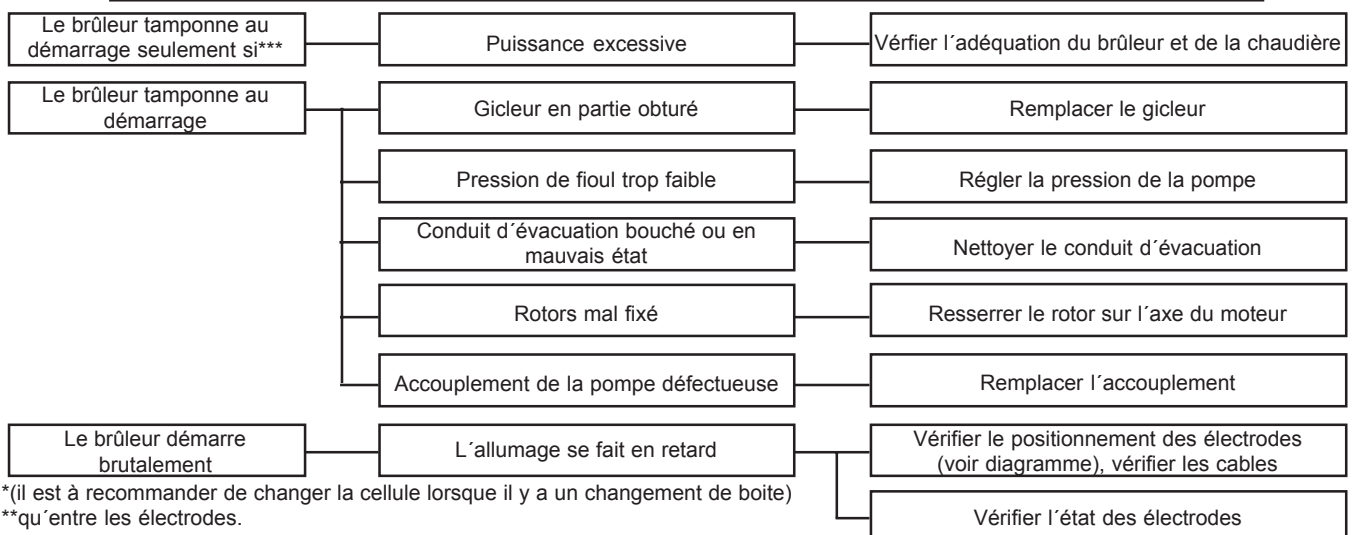 Le brûleur tamponne au
démarrage seulement si***
Puissance excessive
Vérfier l´adéquation du brûleur et de la chaudière
Le brûleur tamponne au
démarrage
Gicleur en partie obturé
Remplacer le gicleur
Pression de fioul trop faible
Régler la pression de la pompe
Conduit d´évacuation bouché ou en
mauvais état
Nettoyer le conduit d´évacuation
Rotors mal fixé
Resserrer le rotor sur l´axe du moteur
Accouplement de la pompe défectueuse
Remplacer l´accouplement
Le brûleur démarre
brutalement
L´allumage se fait en retard
Vérifier le positionnement des électrodes
(voir diagramme), vérifier les cables
Vérifier l´état des électrodes
*(il est à recommander de changer la cellule lorsque il y a un changement de boite)
**qu´entre les électrodes.